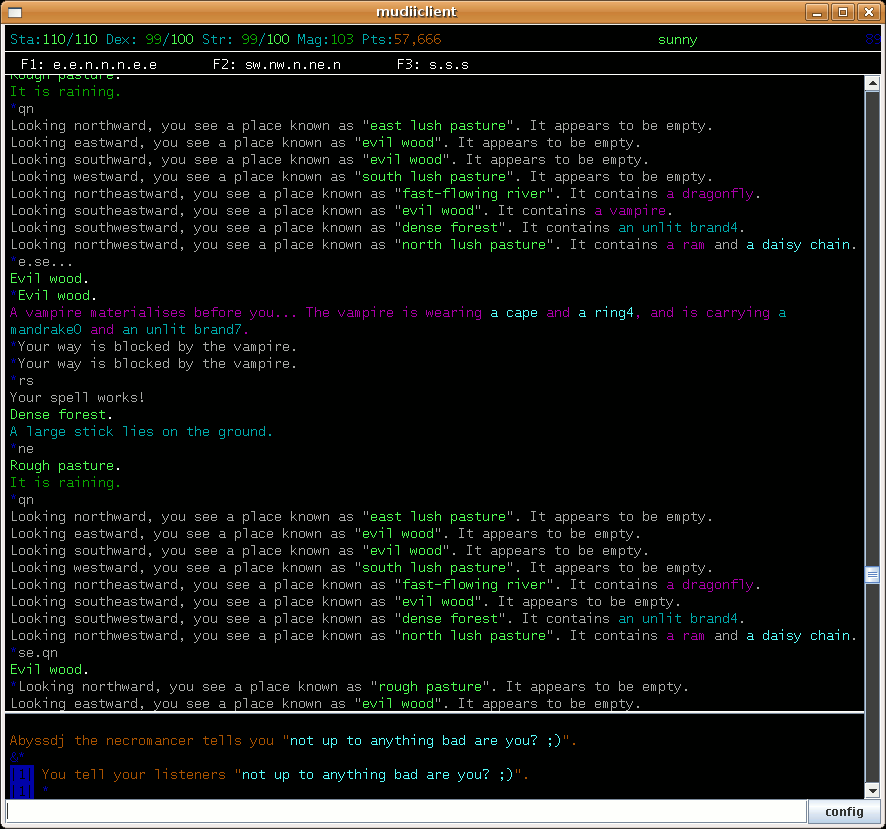 mudiiclient
Sta:110/110 Dex: 99/100 Str: 99/100 Mag:103 Pts:57,666 sunny
F1: e.e.n.n.n.e.e F2: sw.nw.n.ne.n F3: s.s.s
Rough pasture.
It is raining.
*qn
Looking northward, you see a place known as "east lush pasture". It appears to be empty.
Looking eastward, you see a place known as "evil wood". It appears to be empty.
Looking southward, you see a place known as "evil wood". It appears to be empty.
Looking westward, you see a place known as "south lush pasture". It appears to be empty.
Looking northeastward, you see a place known as "fast-flowing river". It contains a dragonfly.
Looking southeastward, you see a place known as "evil wood". It contains a vampire.
Looking southwestward, you see a place known as "dense forest". It contains an unlit brand4.
Looking northwestward, you see a place known as "north lush pasture". It contains a ram and a daisy chain.
*e.se...
Evil wood.
*Evil wood.
A vampire materialises before you... The vampire is wearing a cape and a ring4, and is carrying a
mandrake0 and an unlit brand7.
*Your way is blocked by the vampire.
*Your way is blocked by the vampire.
*rs
Your spell works!
Dense forest.
A large stick lies on the ground.
*ne
Rough pasture.
It is raining.
*qn
Looking northward, you see a place known as "east lush pasture". It appears to be empty.
Looking eastward, you see a place known as "evil wood". It appears to be empty.
Looking southward, you see a place known as "evil wood". It appears to be empty.
Looking westward, you see a place known as "south lush pasture". It appears to be empty.
Looking northeastward, you see a place known as "fast-flowing river". It contains a dragonfly.
Looking southeastward, you see a place known as "evil wood". It appears to be empty.
Looking southwestward, you see a place known as "dense forest". It contains an unlit brand4.
Looking northwestward, you see a place known as "north lush pasture". It contains a ram and a daisy chain.
*se.qn
Evil wood.
*Looking northward, you see a place known as "rough pasture". It appears to be empty.
Looking eastward, you see a place known as "evil wood". It appears to be empty.
Abyssdj the necromancer tells you "not up to anything bad are you? ;)".
&*
1 You tell your listeners "not up to anything bad are you? ;)".
1 *
config